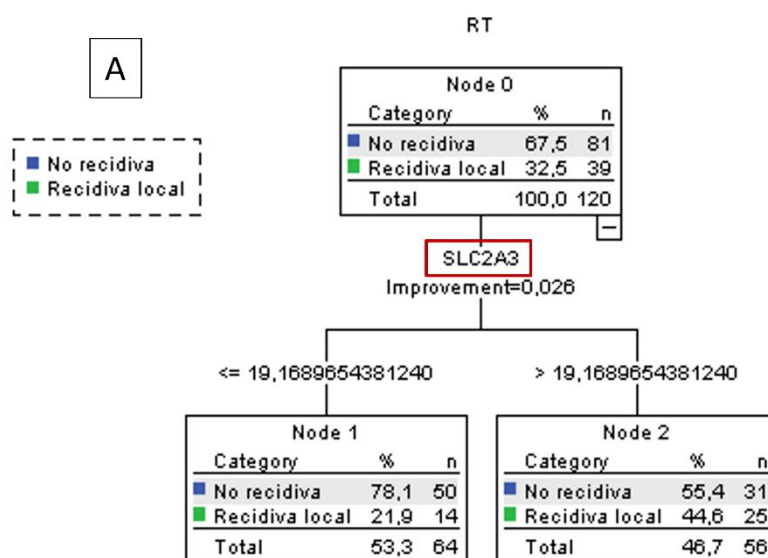 RT
A
Node 0
Category % n
No recidiva 67,5 81
Recidiva local 32,5 39
Total 100,0 120
No recidiva
Recidiva local
SLC2A3
Improvement=0,026
<= 19,1689654381240 > 19,1689654381240
Node 1
Category % n
No recidiva 78,1 50
Recidiva local 21,9 14
Total 53,3 64
Node 2
Category % n
No recidiva 55,4 31
Recidiva local 44,6 25
Total 46,7 56